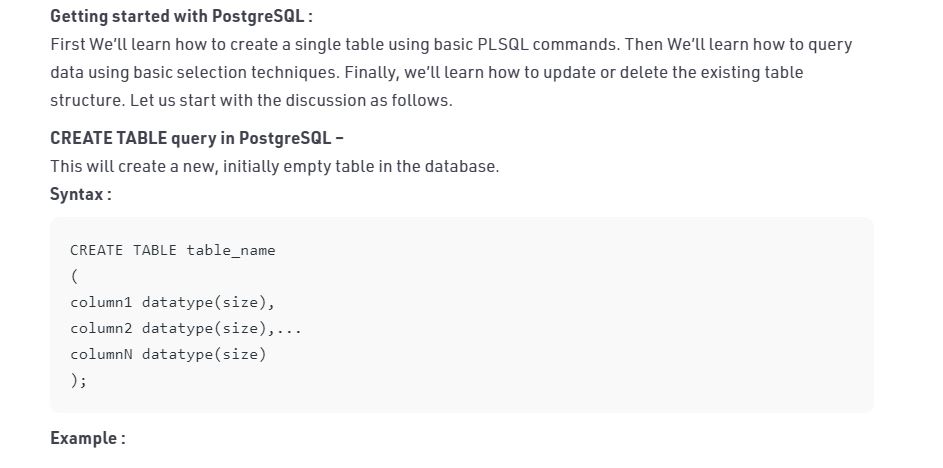 Getting started with PostgreSQL :
First We’ll learn how to create a single table using basic PLSQL commands. Then We’ll learn how to query
data using basic selection techniques. Finally, we’ll learn how to update or delete the existing table
structure. Let us start with the discussion as follows.
CREATE TABLE query in PostgreSQL –
This will create a new, initially empty table in the database.
Syntax :
CREATE TABLE table_name
(
column1 datatype(size),
column2 datatype(size),...
columnN datatype(size)
);
Example :